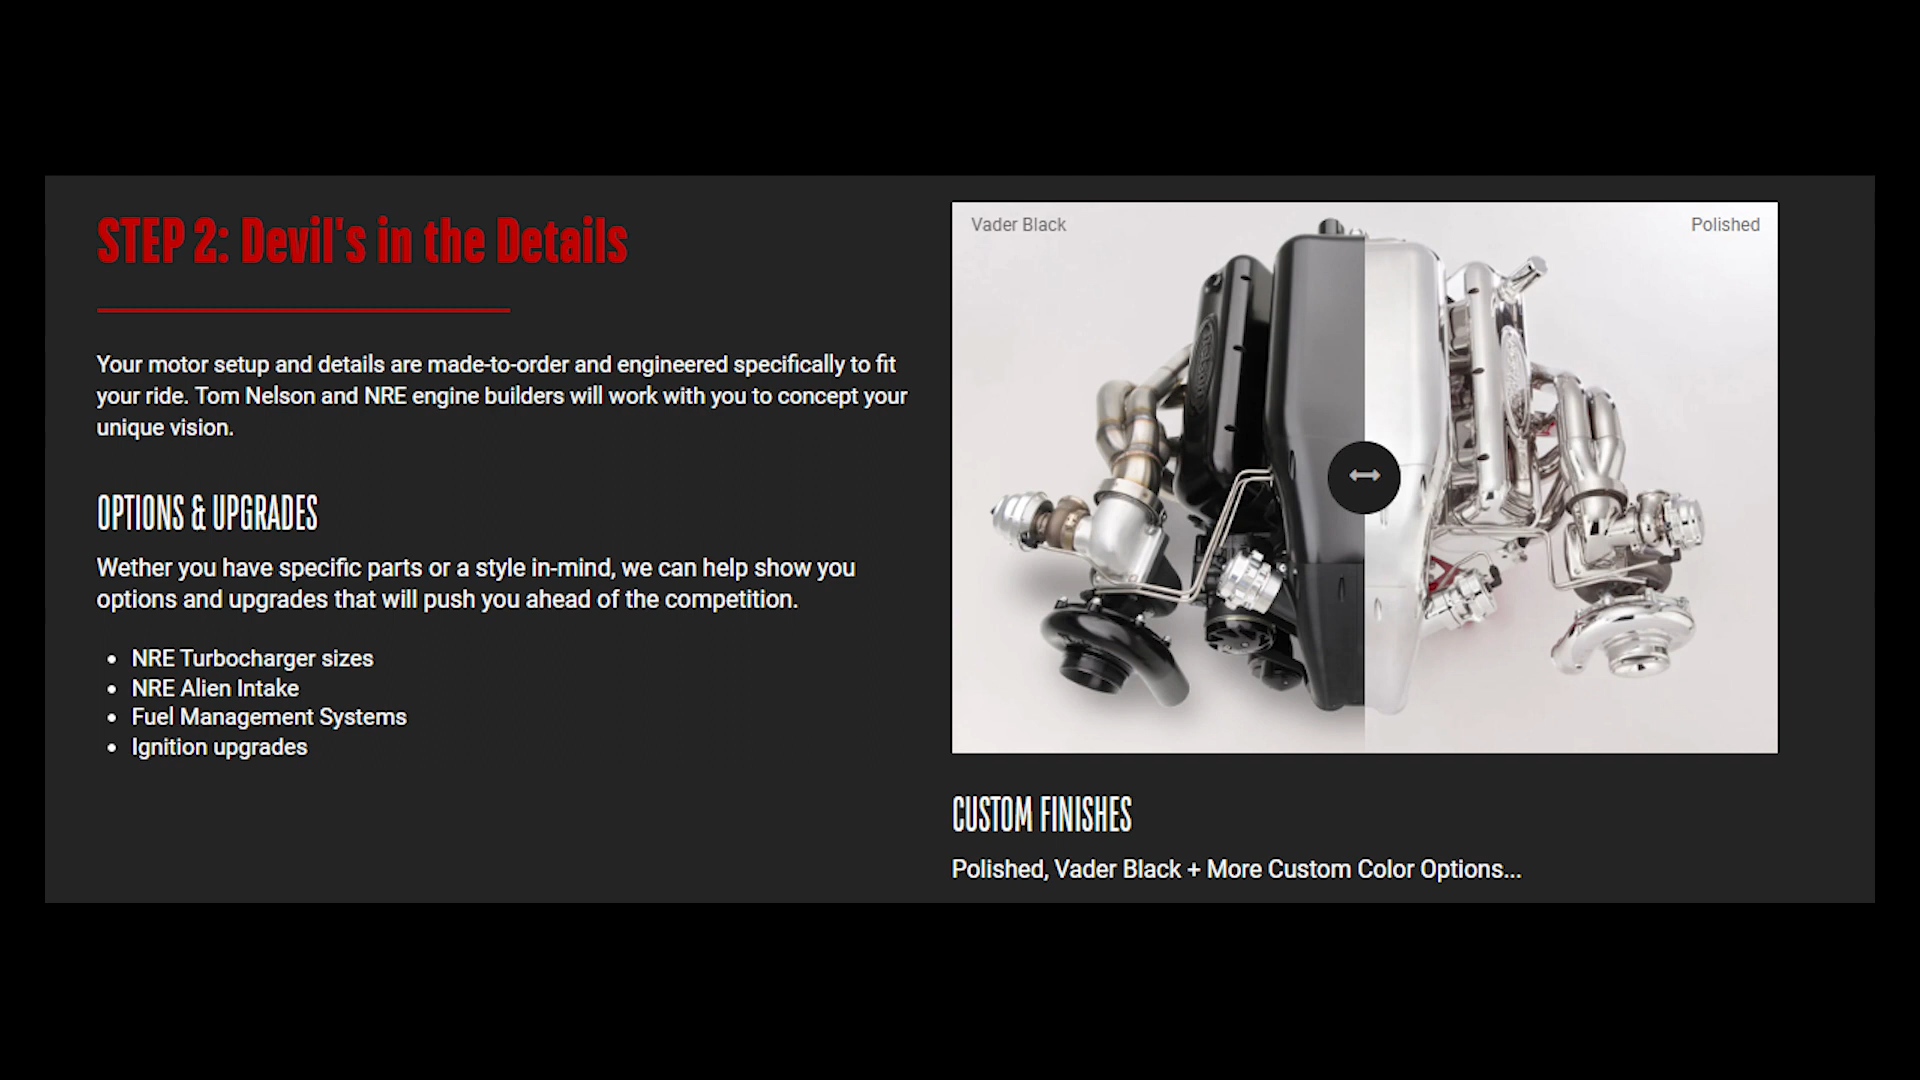 STEP 2: Devil's in the Details
Your motor setup and details are made-to-order and engineered specifically to fit
your ride. Tom Nelson and NRE engine builders will work with you to concept your
unique vision.
OPTIONS & UPGRADES
Wether you have specific parts or a style in-mind, we can help show you
options and upgrades that will push you ahead of the competition.
• NRE Turbocharger sizes
• NRE Alien Intake
• Fuel Management Systems
• Ignition upgrades
Vader Black
Polished
CUSTOM FINISHES
Polished, Vader Black + More Custom Color Options...